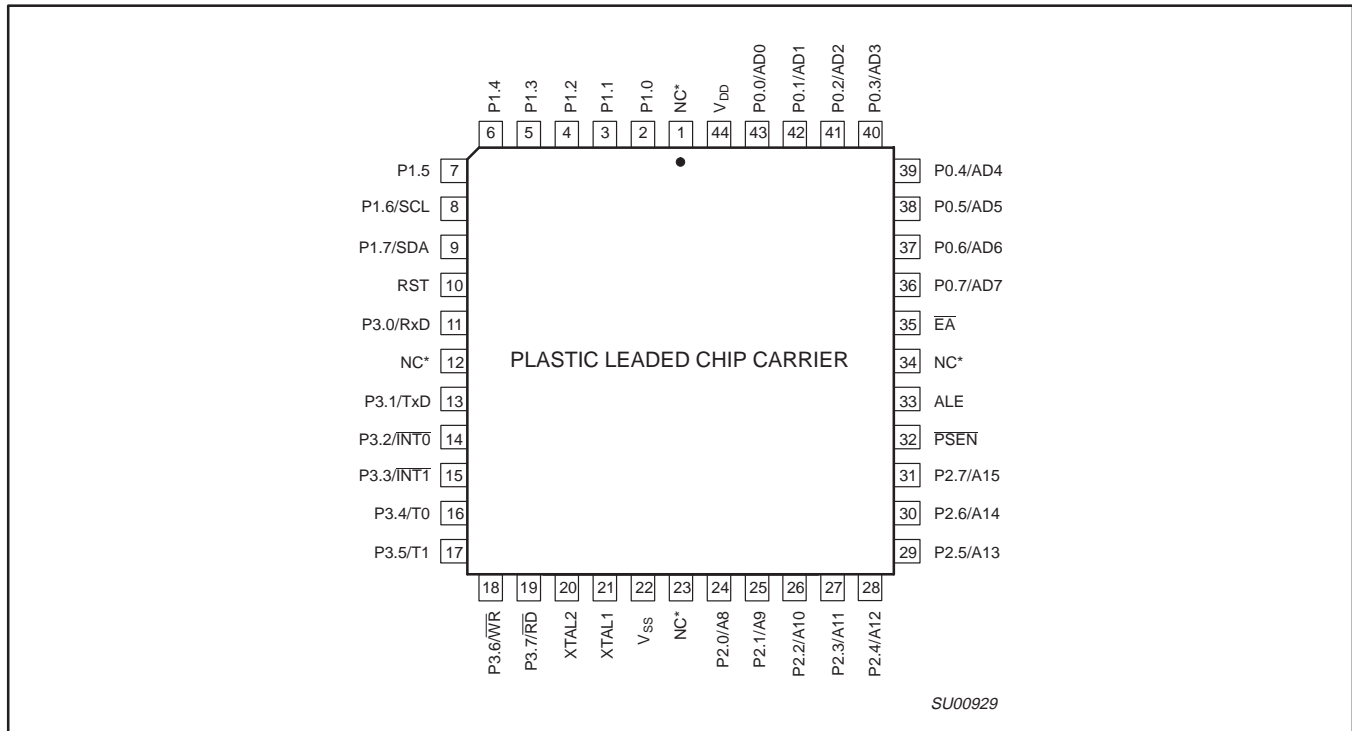 P1.4
P1.3
P1.2
P1.1
P1.0
NC*
VDD
P0.0/AD0
P0.1/AD1
P0.2/AD2
P0.3/AD3
6
5
4
3
2
1
44
43
42
41
40
P1.5 7
39 P0.4/AD4
P1.6/SCL 8
38 P0.5/AD5
P1.7/SDA 9
37 P0.6/AD6
RST 10
36 P0.7/AD7
P3.0/RxD 11
35 E̅A̅
NC* 12
PLASTIC LEADED CHIP CARRIER
34 NC*
P3.1/TxD 13
33 ALE
P3.2/I̅N̅T̅0̅ 14
32 P̅S̅E̅N̅
P3.3/I̅N̅T̅1̅ 15
31 P2.7/A15
P3.4/T0 16
30 P2.6/A14
P3.5/T1 17
29 P2.5/A13
18
19
20
21
22
23
24
25
26
27
28
P3.6/W̅R̅
P3.7/R̅D̅
XTAL2
XTAL1
VSS
NC*
P2.0/A8
P2.1/A9
P2.2/A10
P2.3/A11
P2.4/A12
SU00929